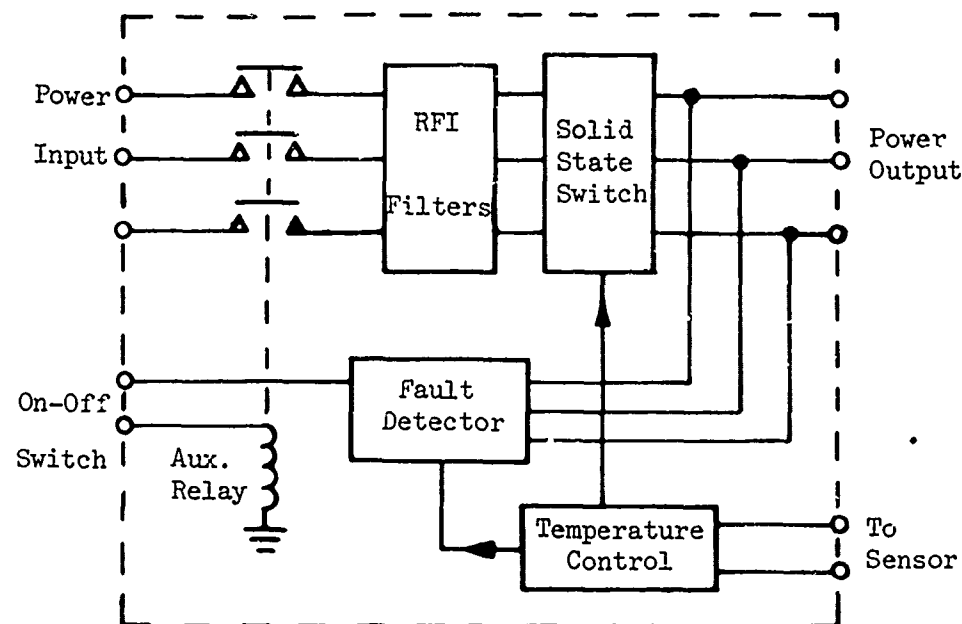 Power
Input
RFI
Filters
Solid
State
Switch
Power
Output
On-Off
Switch
Aux.
Relay
Fault
Detector
Temperature
Control
To
Sensor